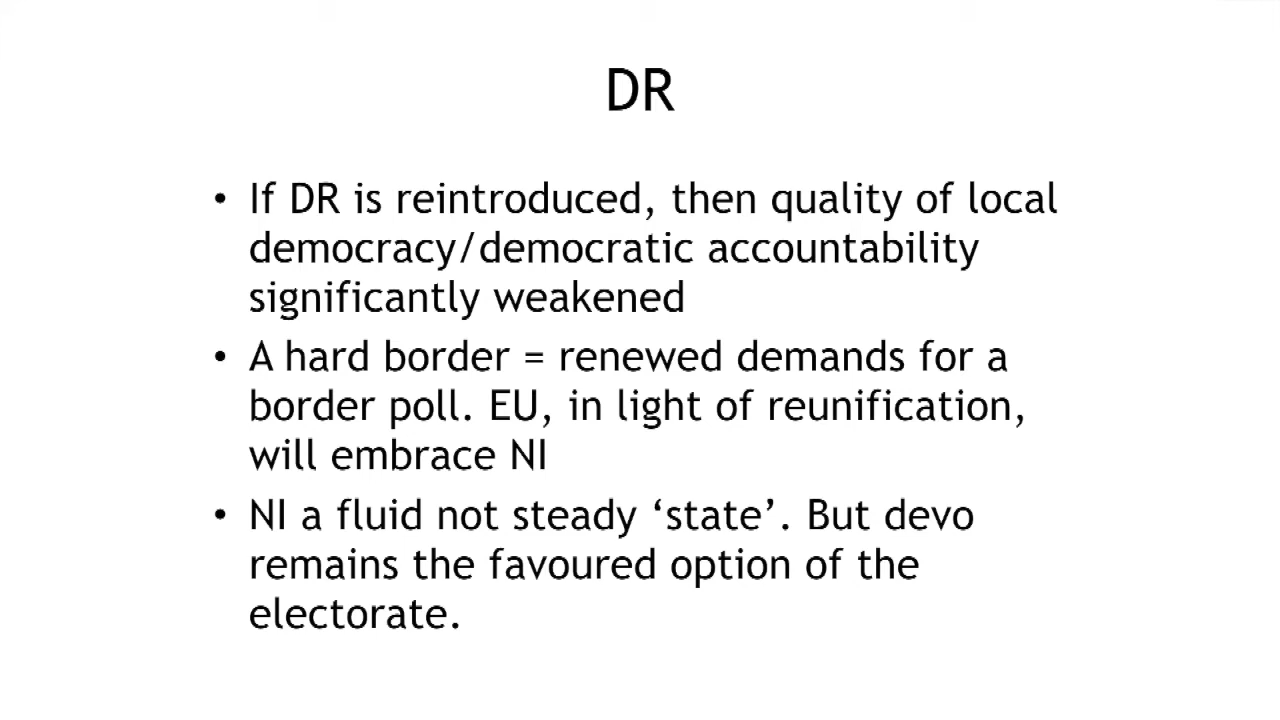 DR
• If DR is reintroduced, then quality of local
democracy/democratic accountability
significantly weakened
• A hard border = renewed demands for a
border poll. EU, in light of reunification,
will embrace NI
• NI a fluid not steady ‘state’. But devo
remains the favoured option of the
electorate.